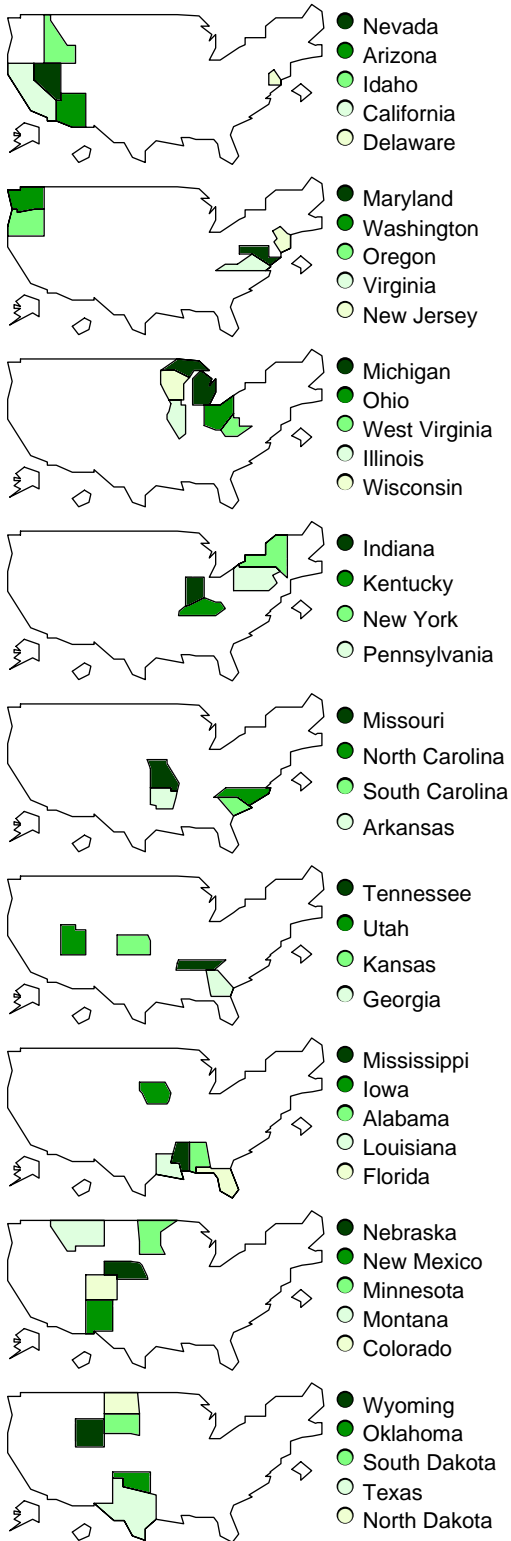 Nevada
Arizona
Idaho
California
Delaware
Maryland
Washington
Oregon
Virginia
New Jersey
Michigan
Ohio
West Virginia
Illinois
Wisconsin
Indiana
Kentucky
New York
Pennsylvania
Missouri
North Carolina
South Carolina
Arkansas
Tennessee
Utah
Kansas
Georgia
Mississippi
Iowa
Alabama
Louisiana
Florida
Nebraska
New Mexico
Minnesota
Montana
Colorado
Wyoming
Oklahoma
South Dakota
Texas
North Dakota